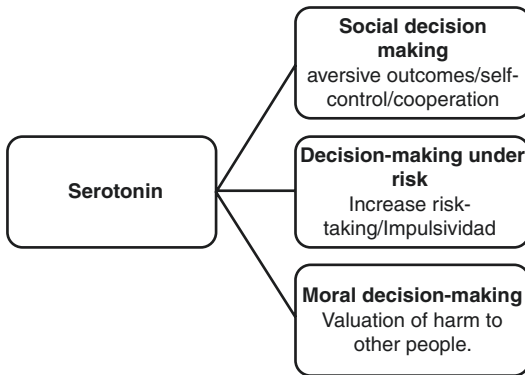 Social decision
making
aversive outcomes/self-
control/cooperation
Serotonin
Decision-making under
risk
Increase risk-
taking/Impulsividad
Moral decision-making
Valuation of harm to
other people.